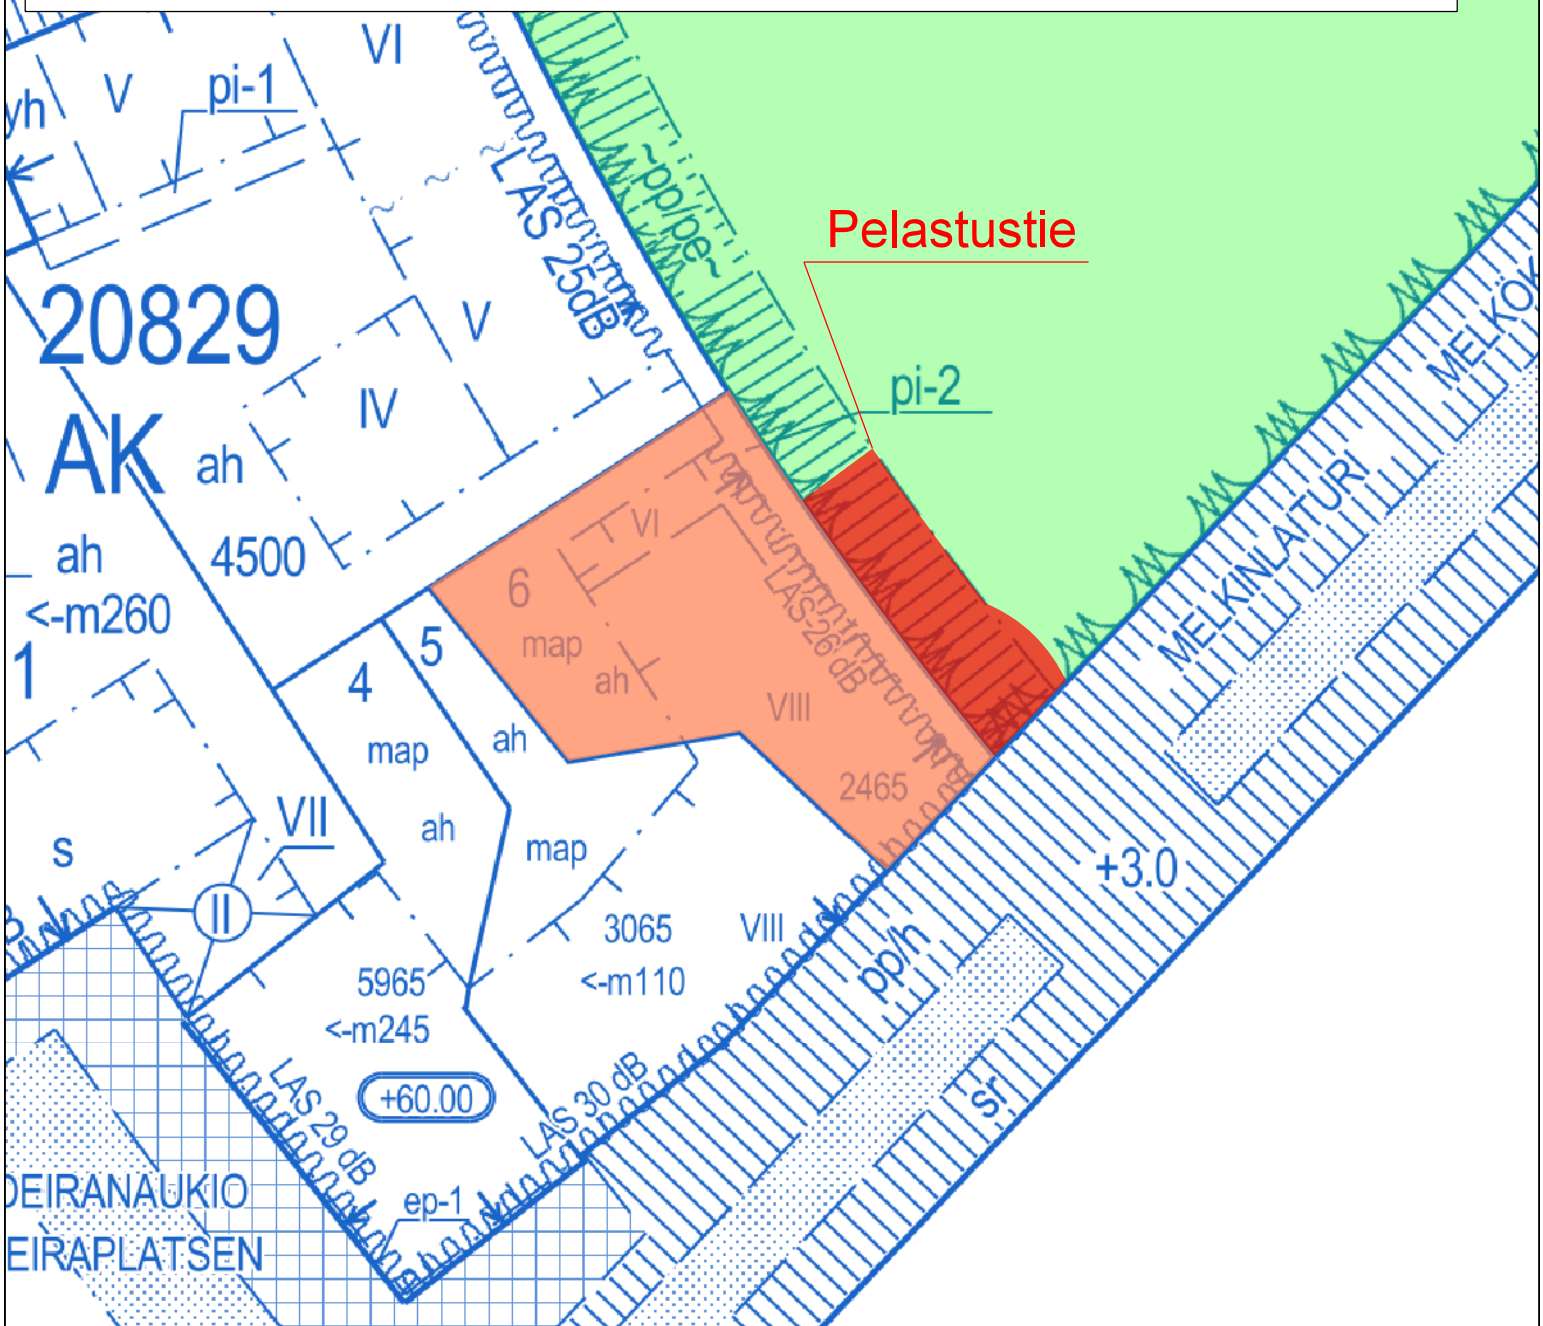 VI
V
pi-1
yh
~pp/pe~
LAS 25dB
Pelastustie
20829
V
IV
pi-2
AK
ah
4500
ah
<-m260
1
VI
6
map
ah
LAS 26 dB
VIII
2465
5
4
map
ah
ah
map
MELKINLATURI
+3.0
VII
s
II
3065
VIII
<-m110
5965
<-m245
pp/h
+60.00
LAS 29 dB
LAS 30 dB
sr
ep-1
EIRANAUKIO
EIRAPLATSEN
MELKÖ